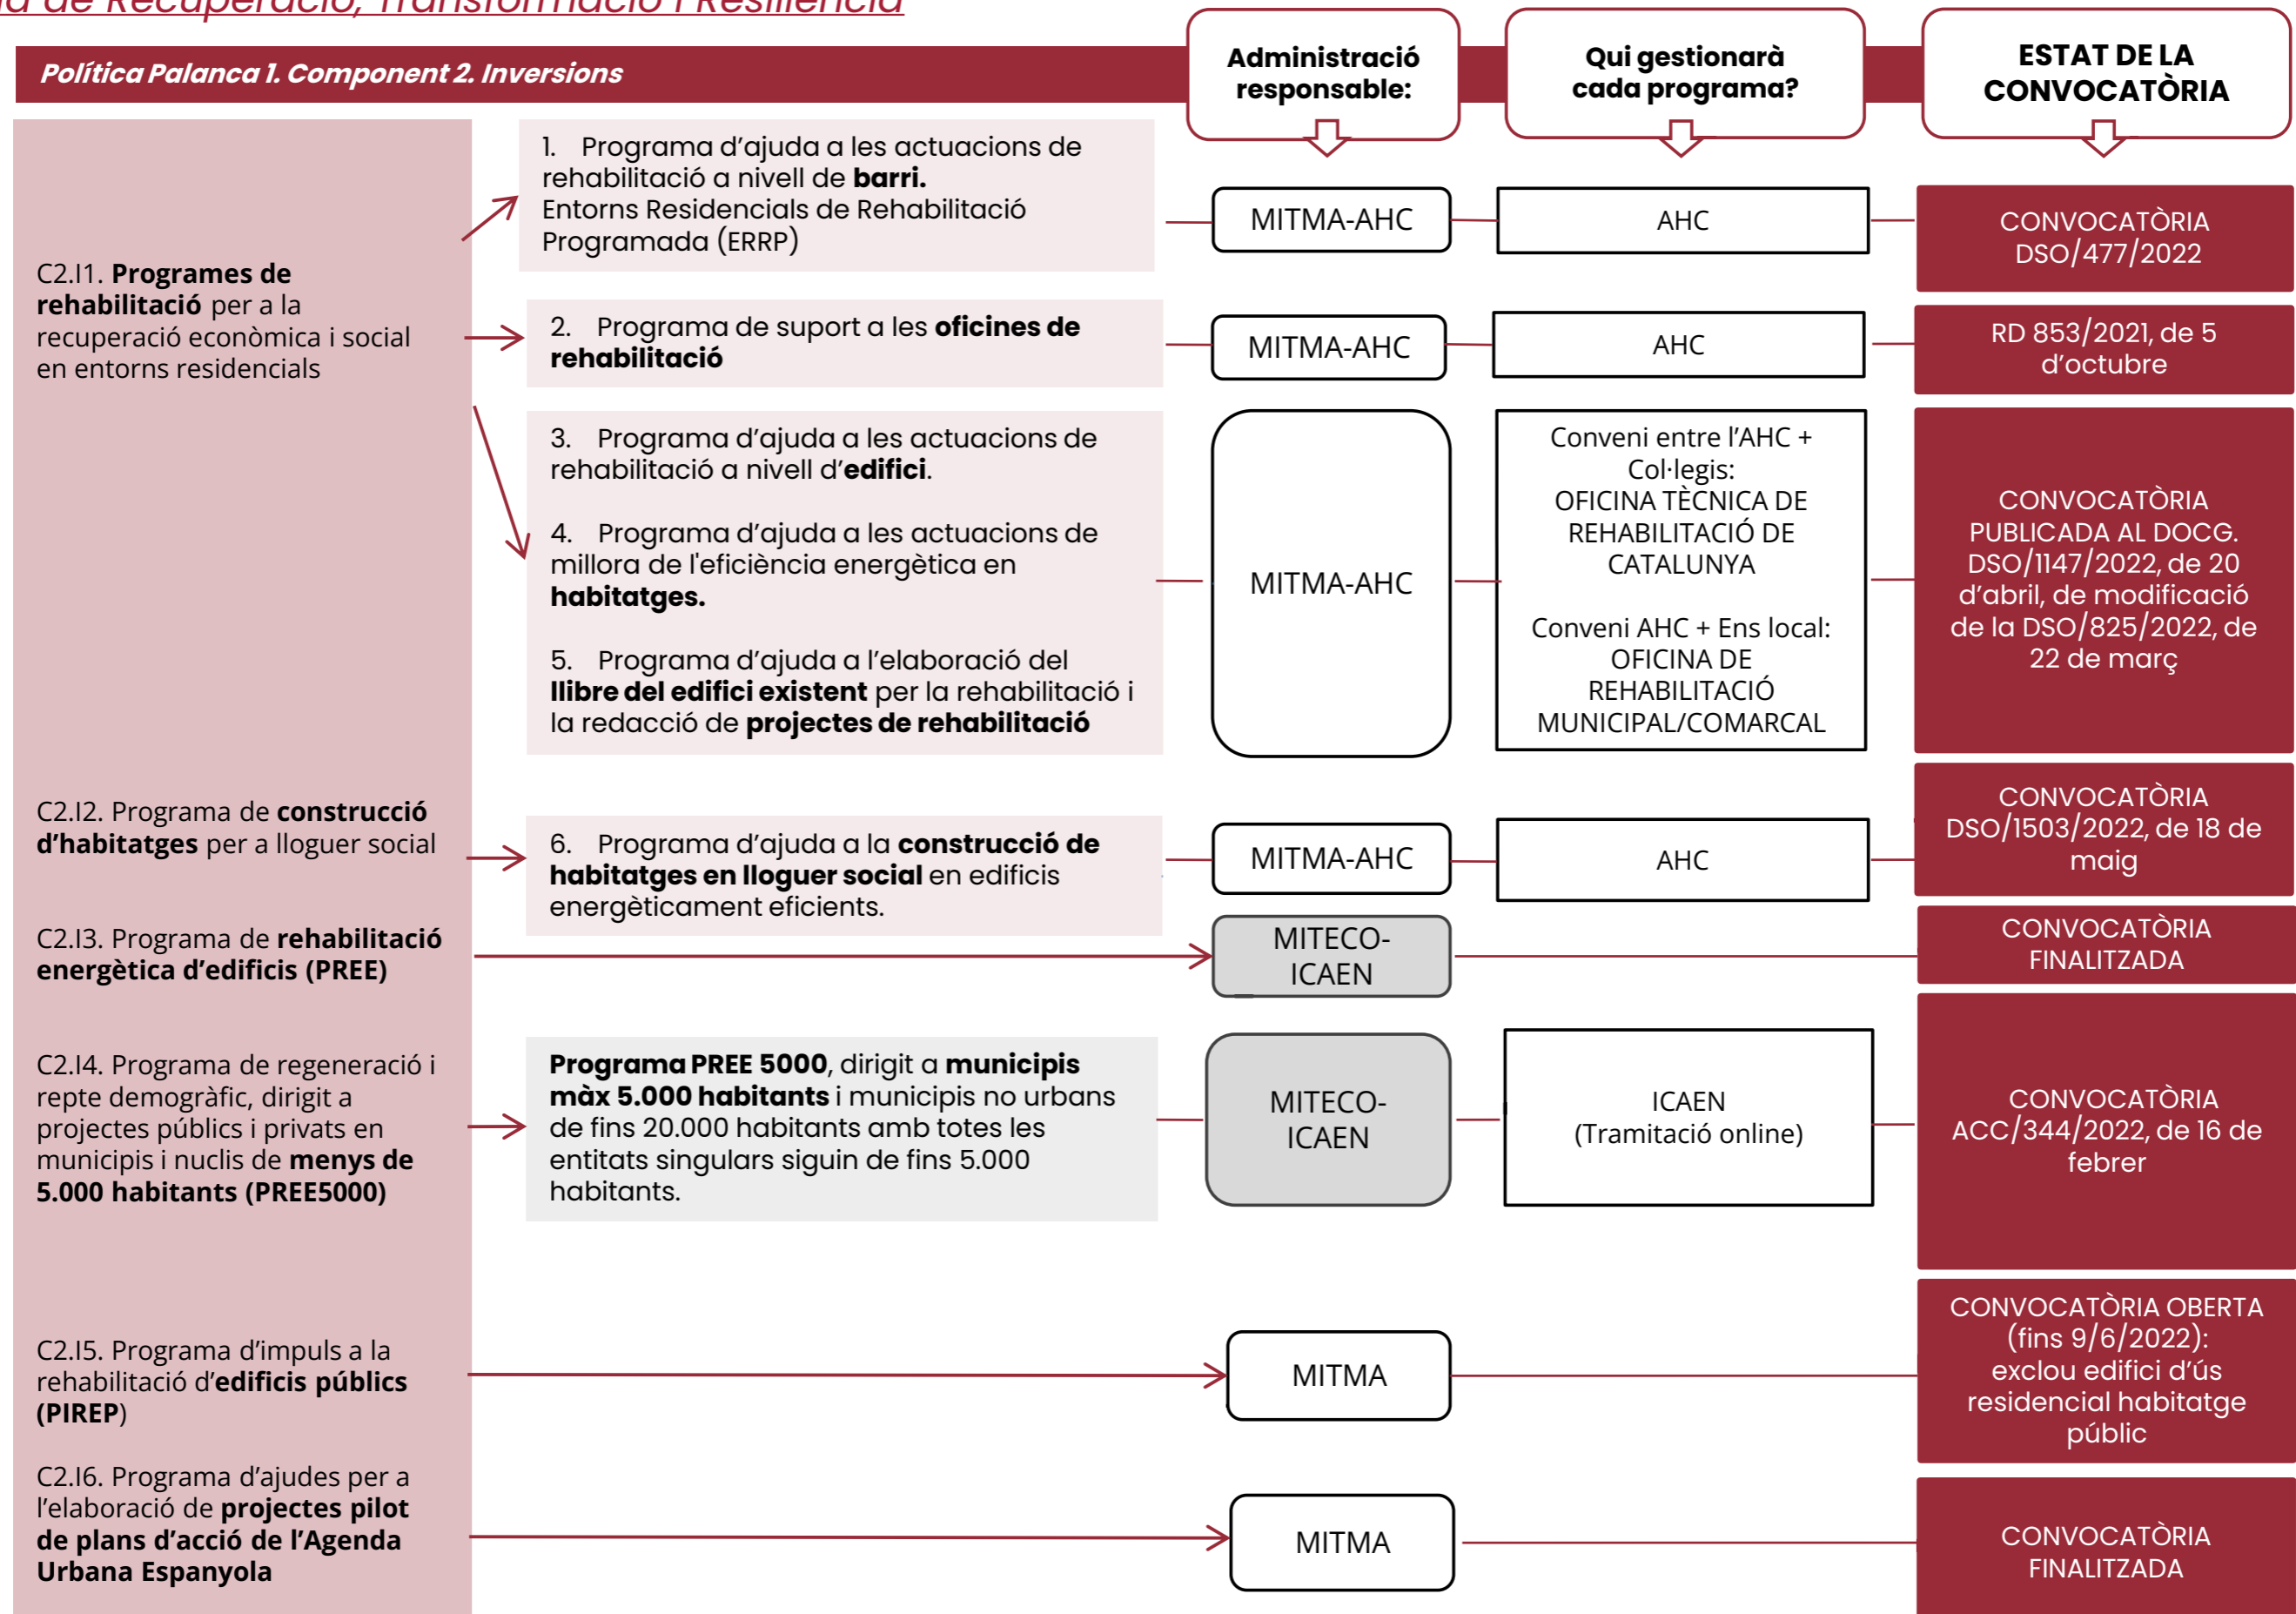 de Recuperació, Transformació i Resiliència
Política Palanca 1. Component 2. Inversions
Administració
responsable:
Qui gestionarà
cada programa?
ESTAT DE LA
CONVOCATÒRIA
C2.I1. Programes de
rehabilitació per a la
recuperació econòmica i social
en entorns residencials
1. Programa d’ajuda a les actuacions de
rehabilitació a nivell de barri.
Entorns Residencials de Rehabilitació
Programada (ERRP)
MITMA-AHC
AHC
CONVOCATÒRIA
DSO/477/2022
2. Programa de suport a les oficines de
rehabilitació
MITMA-AHC
AHC
RD 853/2021, de 5
d’octubre
3. Programa d’ajuda a les actuacions de
rehabilitació a nivell d’edifici.
4. Programa d’ajuda a les actuacions de
millora de l'eficiència energètica en
habitatges.
5. Programa d’ajuda a l’elaboració del
llibre del edifici existent per la rehabilitació i
la redacció de projectes de rehabilitació
MITMA-AHC
Conveni entre l’AHC +
Col·legis:
OFICINA TÈCNICA DE
REHABILITACIÓ DE
CATALUNYA
Conveni AHC + Ens local:
OFICINA DE
REHABILITACIÓ
MUNICIPAL/COMARCAL
CONVOCATÒRIA
PUBLICADA AL DOCG.
DSO/1147/2022, de 20
d’abril, de modificació
de la DSO/825/2022, de
22 de març
C2.I2. Programa de construcció
d’habitatges per a lloguer social
6. Programa d’ajuda a la construcció de
habitatges en lloguer social en edificis
energèticament eficients.
MITMA-AHC
AHC
CONVOCATÒRIA
DSO/1503/2022, de 18 de
maig
C2.I3. Programa de rehabilitació
energètica d’edificis (PREE)
MITECO-
ICAEN
CONVOCATÒRIA
FINALITZADA
C2.I4. Programa de regeneració i
repte demogràfic, dirigit a
projectes públics i privats en
municipis i nuclis de menys de
5.000 habitants (PREE5000)
Programa PREE 5000, dirigit a municipis
màx 5.000 habitants i municipis no urbans
de fins 20.000 habitants amb totes les
entitats singulars siguin de fins 5.000
habitants.
MITECO-
ICAEN
ICAEN
(Tramitació online)
CONVOCATÒRIA
ACC/344/2022, de 16 de
febrer
C2.I5. Programa d’impuls a la
rehabilitació d’edificis públics
(PIREP)
MITMA
CONVOCATÒRIA OBERTA
(fins 9/6/2022):
exclou edifici d’ús
residencial habitatge
públic
C2.I6. Programa d’ajudes per a
l’elaboració de projectes pilot
de plans d’acció de l’Agenda
Urbana Espanyola
MITMA
CONVOCATÒRIA
FINALITZADA